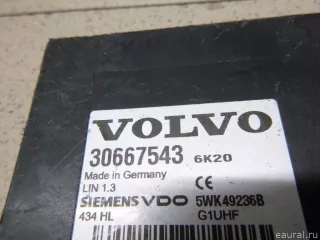 VOLVO
30667543 6K20
Made in Germany
LIN 1.3 CE
SIEMENS VDO 5WK49236B
434 HL G1UHF
eaural.ru